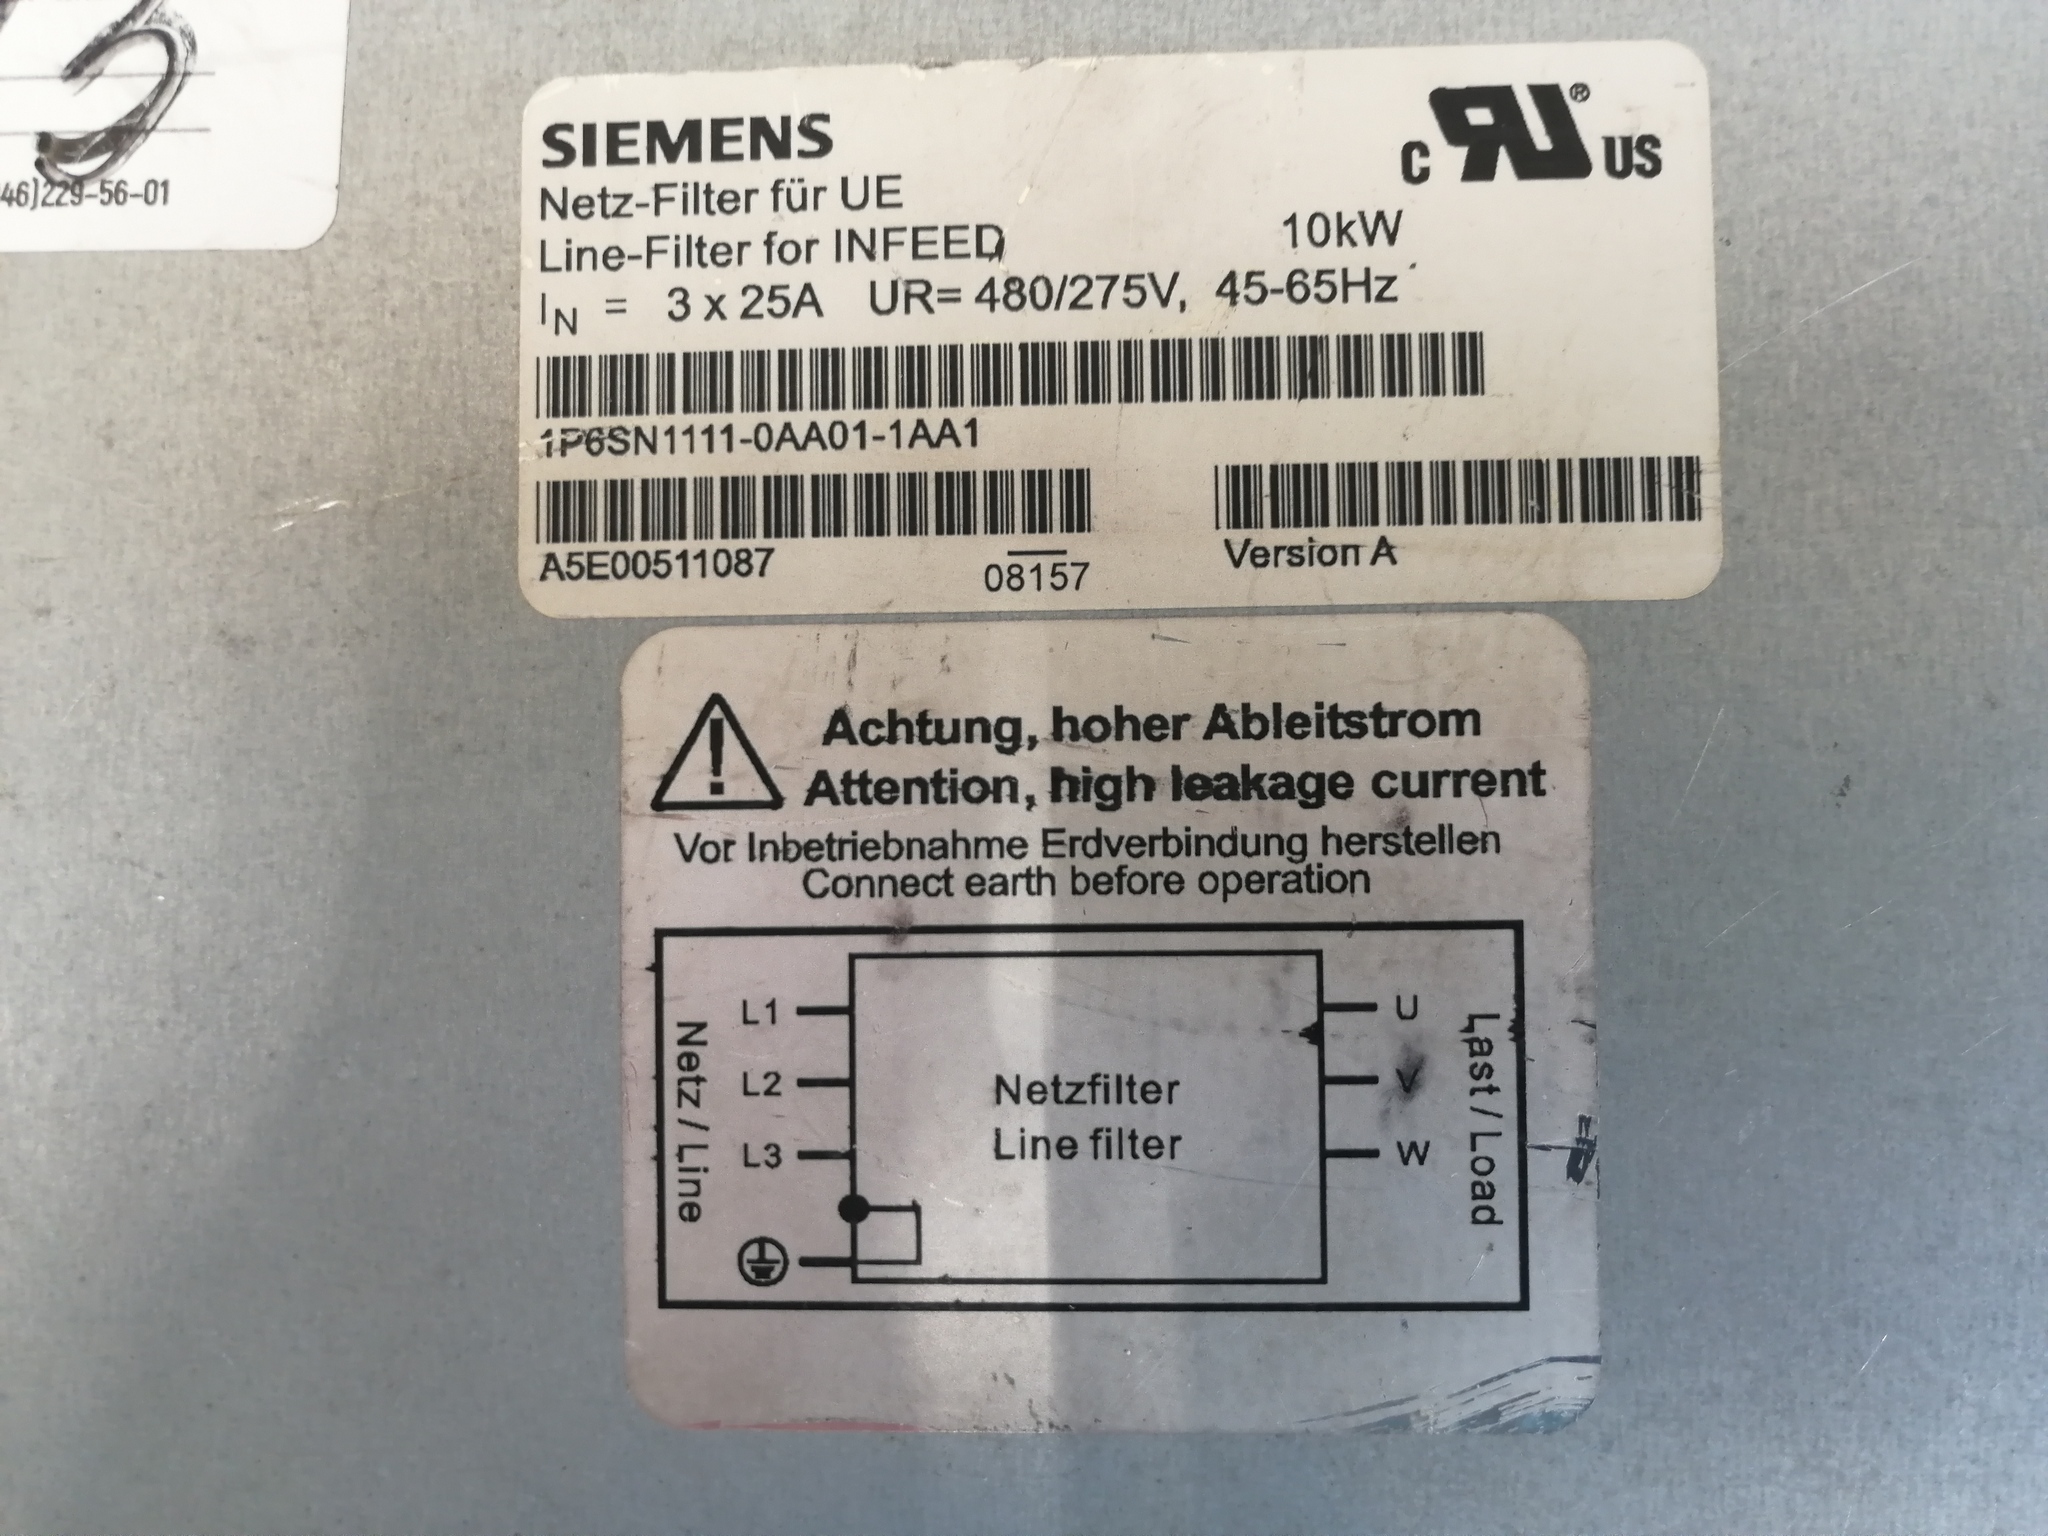 46)229-56-01
SIEMENS
Netz-Filter für UE
Line-Filter for INFEED 10kW
IN = 3 x 25A UR= 480/275V, 45-65Hz
C RU® US
1P6SN1111-0AA01-1AA1
A5E00511087 08157 Version A
Achtung, hoher Ableitstrom
Attention, high leakage current
Vor Inbetriebnahme Erdverbindung herstellen
Connect earth before operation
Netz / Line
L1
L2
L3
Netzfilter
Line filter
U
V
W
Last / Load